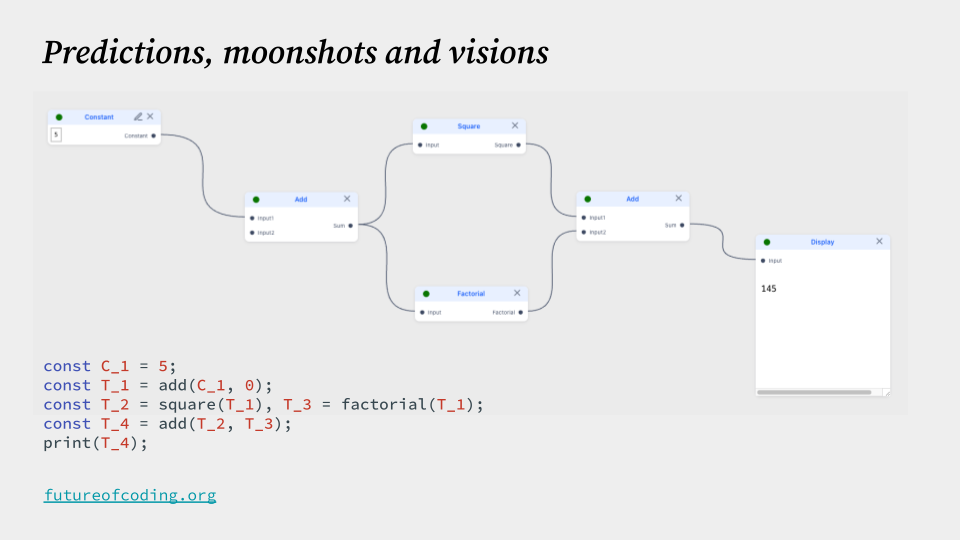 Predictions, moonshots and visions
Constant
5
Constant
Add
Input1
Input2
Sum
Square
Input
Square
Factorial
Input
Factorial
Add
Input1
Input2
Sum
Display
Input
145
const C_1 = 5;
const T_1 = add(C_1, 0);
const T_2 = square(T_1), T_3 = factorial(T_1);
const T_4 = add(T_2, T_3);
print(T_4);
futureofcoding.org